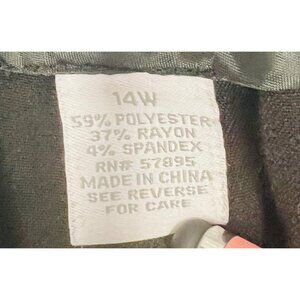 14W
59% POLYESTER
37% RAYON
4% SPANDEX
RN# 57895
MADE IN CHINA
SEE REVERSE
FOR CARE